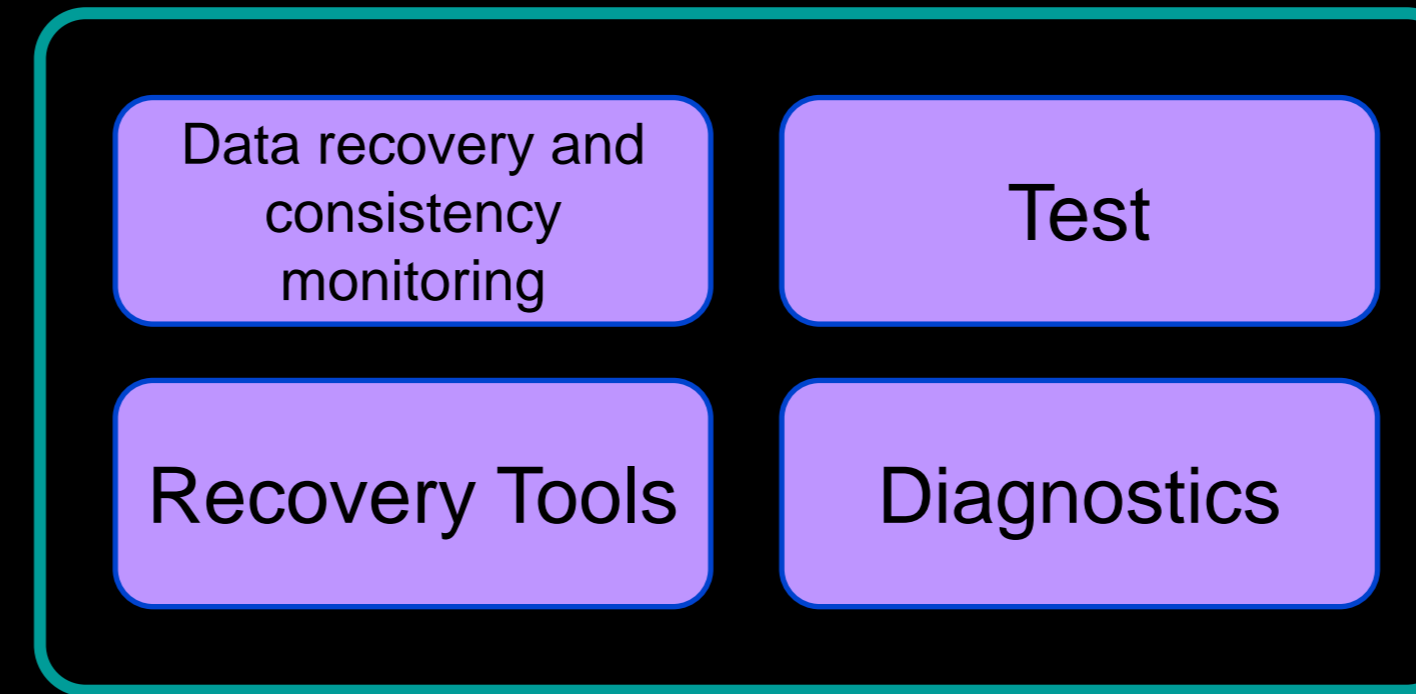 Data recovery and
consistency
monitoring
Test
Recovery Tools
Diagnostics